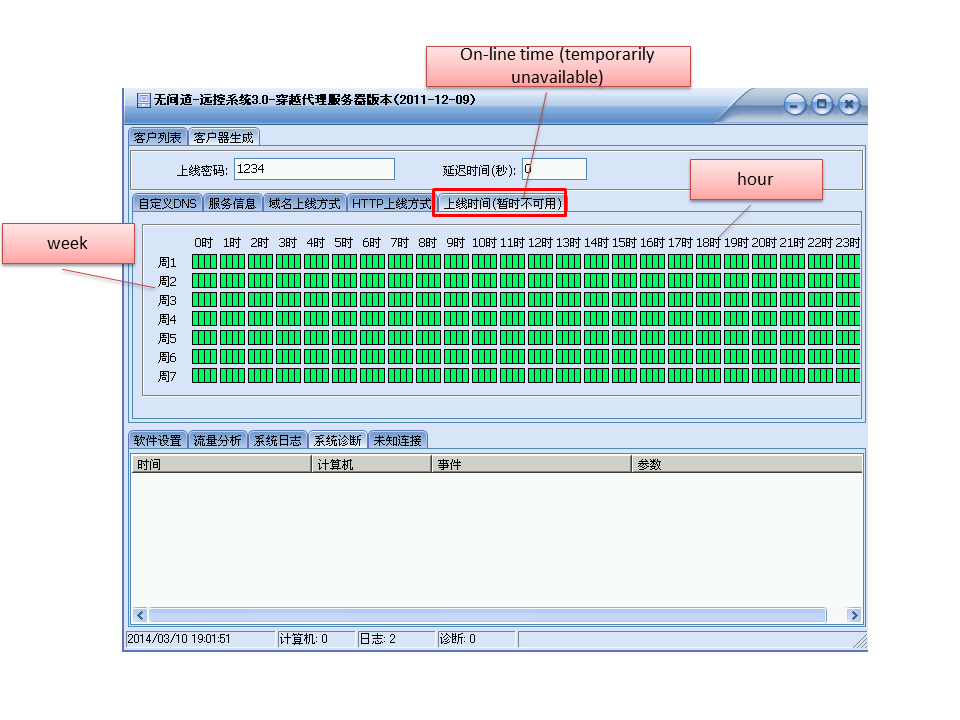 On-line time (temporarily
unavailable)
无间道-远控系统3.0-穿越代理服务器版本(2011-12-09)
客户列表 客户器生成
上线密码: 1234 延迟时间(秒): 0
hour
自定义DNS 服务信息 域名上线方式 HTTP上线方式 上线时间(暂时不可用)
week
0时 1时 2时 3时 4时 5时 6时 7时 8时 9时 10时 11时 12时 13时 14时 15时 16时 17时 18时 19时 20时 21时 22时 23时
周1
周2
周3
周4
周5
周6
周7
软件设置 流量分析 系统日志 系统诊断 未知连接
时间 计算机 事件 参数
2014/03/10 19:01:51 计算机: 0 日志: 2 诊断: 0